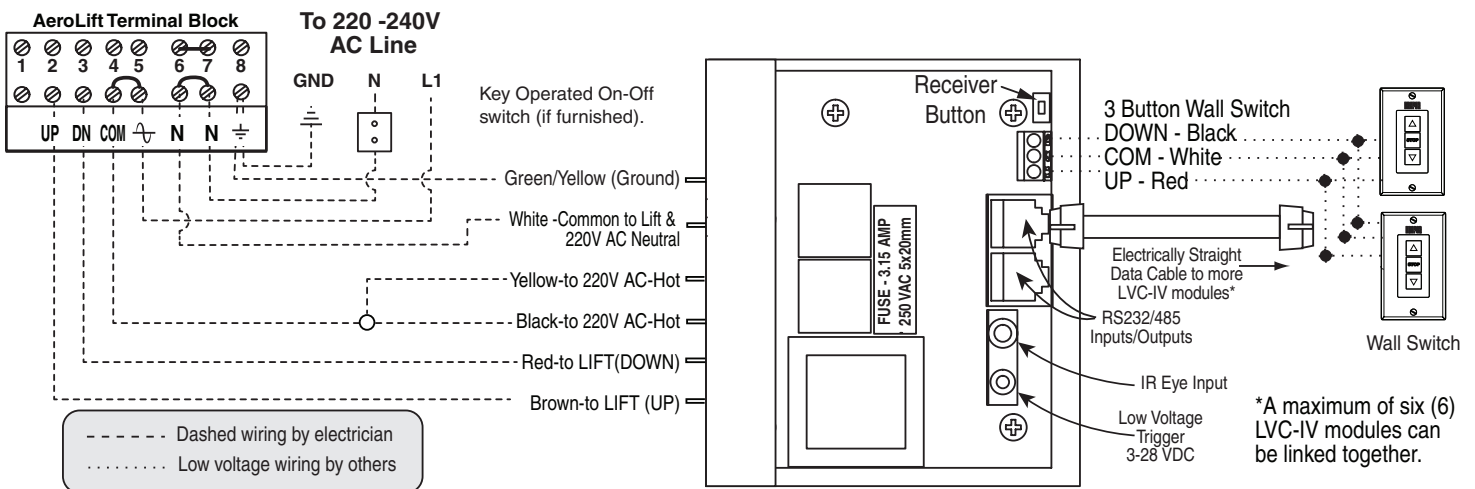 AeroLift Terminal Block
1 2 3 4 5 6 7 8
UP DN COM N N
To 220 -240V
AC Line
GND N L1
Key Operated On-Off
switch (if furnished).
Green/Yellow (Ground)
White -Common to Lift &
220V AC Neutral
Yellow-to 220V AC-Hot
Black-to 220V AC-Hot
Red-to LIFT(DOWN)
Brown-to LIFT (UP)
Dashed wiring by electrician
Low voltage wiring by others
FUSE - 3.15 AMP
250 VAC 5x20mm
Receiver
Button
3 Button Wall Switch
DOWN - Black
COM - White
UP - Red
Electrically Straight
Data Cable to more
LVC-IV modules*
RS232/485
Inputs/Outputs
IR Eye Input
Low Voltage
Trigger
3-28 VDC
STOP
STOP
Wall Switch
*A maximum of six (6)
LVC-IV modules can
be linked together.